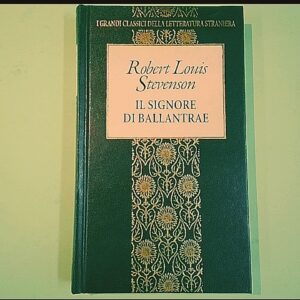 I GRANDI CLASSICI DELLA LETTERATURA STRANIERA
Robert Louis
Stevenson
IL SIGNORE
DI BALLANTRAE